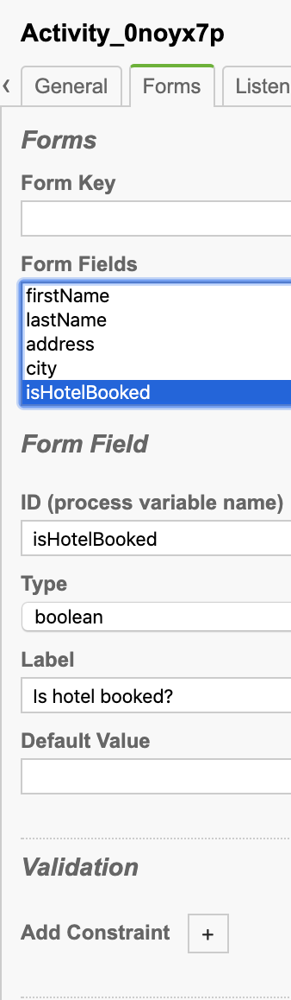 Activity_0noyx7p
‹ General Forms Listen
Forms
Form Key
Form Fields
firstName
lastName
address
city
isHotelBooked
Form Field
ID (process variable name)
isHotelBooked
Type
boolean
Label
Is hotel booked?
Default Value
Validation
Add Constraint +